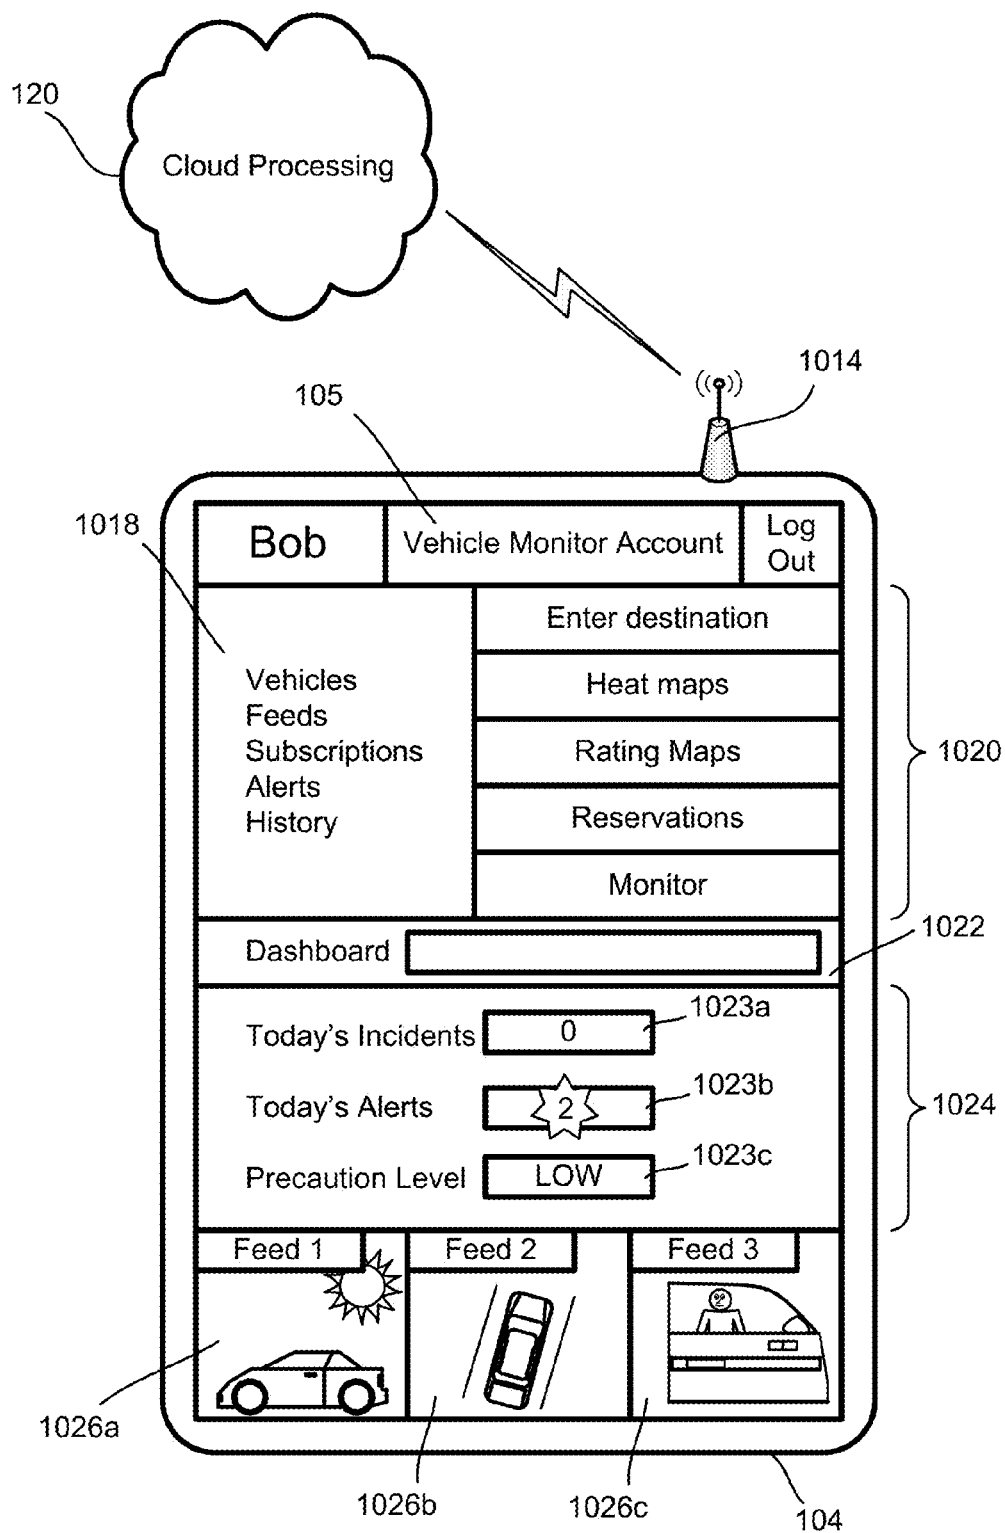 120
Cloud Processing
1014
105
1018
Bob
Vehicle Monitor Account
Log
Out
Enter destination
Heat maps
Rating Maps
Reservations
Monitor
1020
Vehicles
Feeds
Subscriptions
Alerts
History
1022
Dashboard
Today's Incidents
0
1023a
Today's Alerts
2
1023b
Precaution Level
LOW
1023c
1024
Feed 1
Feed 2
Feed 3
1026a
1026b
1026c
104